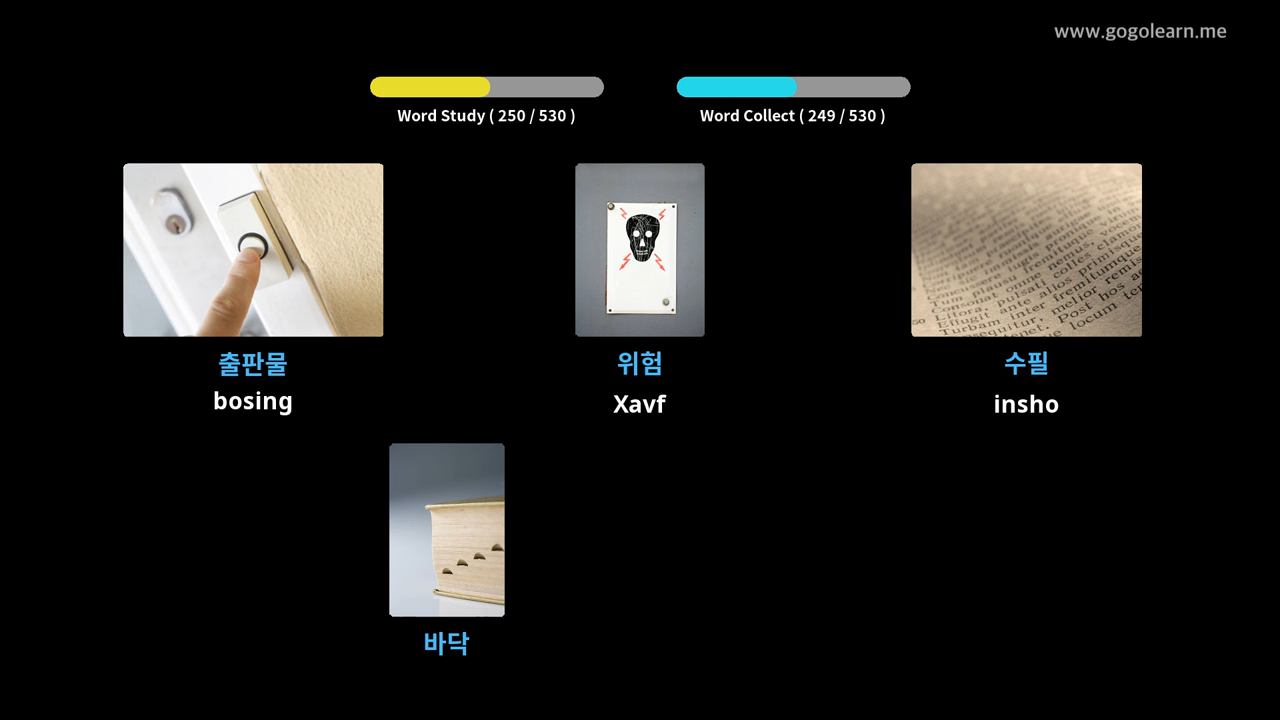 www.gogolearn.me
Word Study ( 250 / 530 )
Word Collect ( 249 / 530 )
출판물
bosing
위험
Xavf
수필
insho
바닥